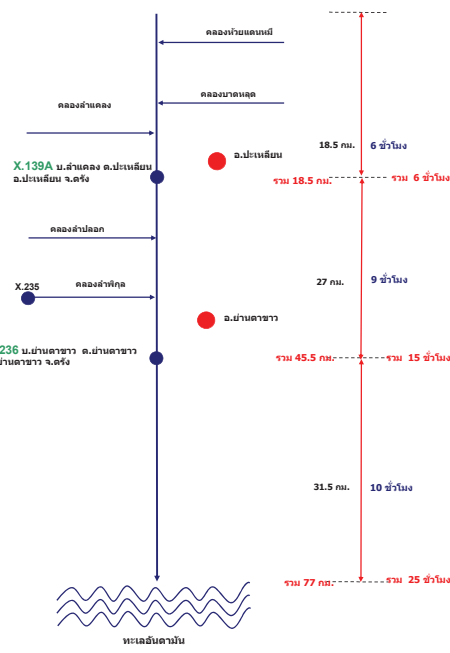 คลองห้วยแดนหมี
คลองบาดหลุด
คลองลำแคลง
อ.ปะเหลียน
18.5 กม.
6 ชั่วโมง
X.139A บ.ลำแคลง ต.ปะเหลียน
อ.ปะเหลียน จ.ตรัง
รวม 18.5 กม.
รวม 6 ชั่วโมง
คลองลำปลอก
X.235
คลองลำพิกุล
27 กม.
9 ชั่วโมง
อ.ย่านตาขาว
236 บ.ย่านตาขาว ต.ย่านตาขาว
ย่านตาขาว จ.ตรัง
รวม 45.5 กม.
รวม 15 ชั่วโมง
31.5 กม.
10 ชั่วโมง
รวม 77 กม.
รวม 25 ชั่วโมง
ทะเลอันดามัน